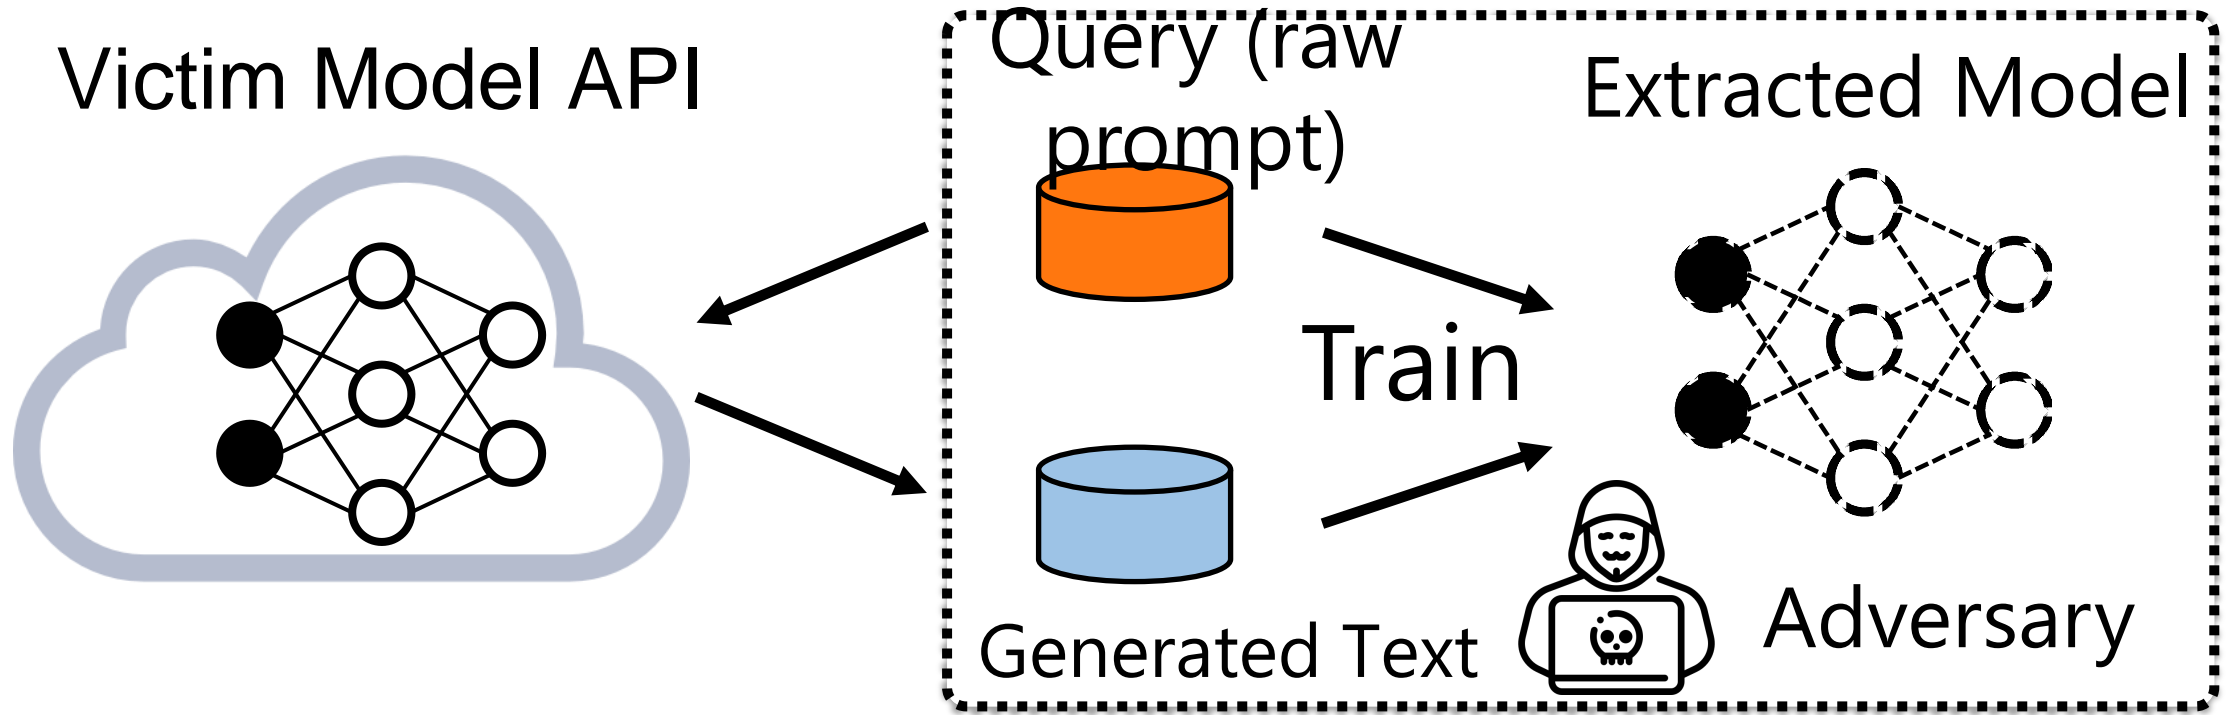 Victim Model API
Query (raw
prompt)
Extracted Model
Train
Generated Text
Adversary